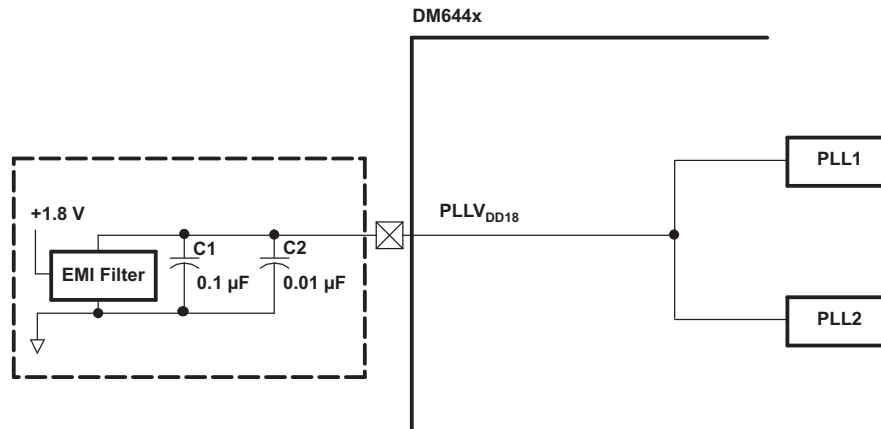 DM644x
PLL1
+1.8 V
PLLVDD18
C1
C2
EMI Filter
0.1 µF
0.01 µF
PLL2